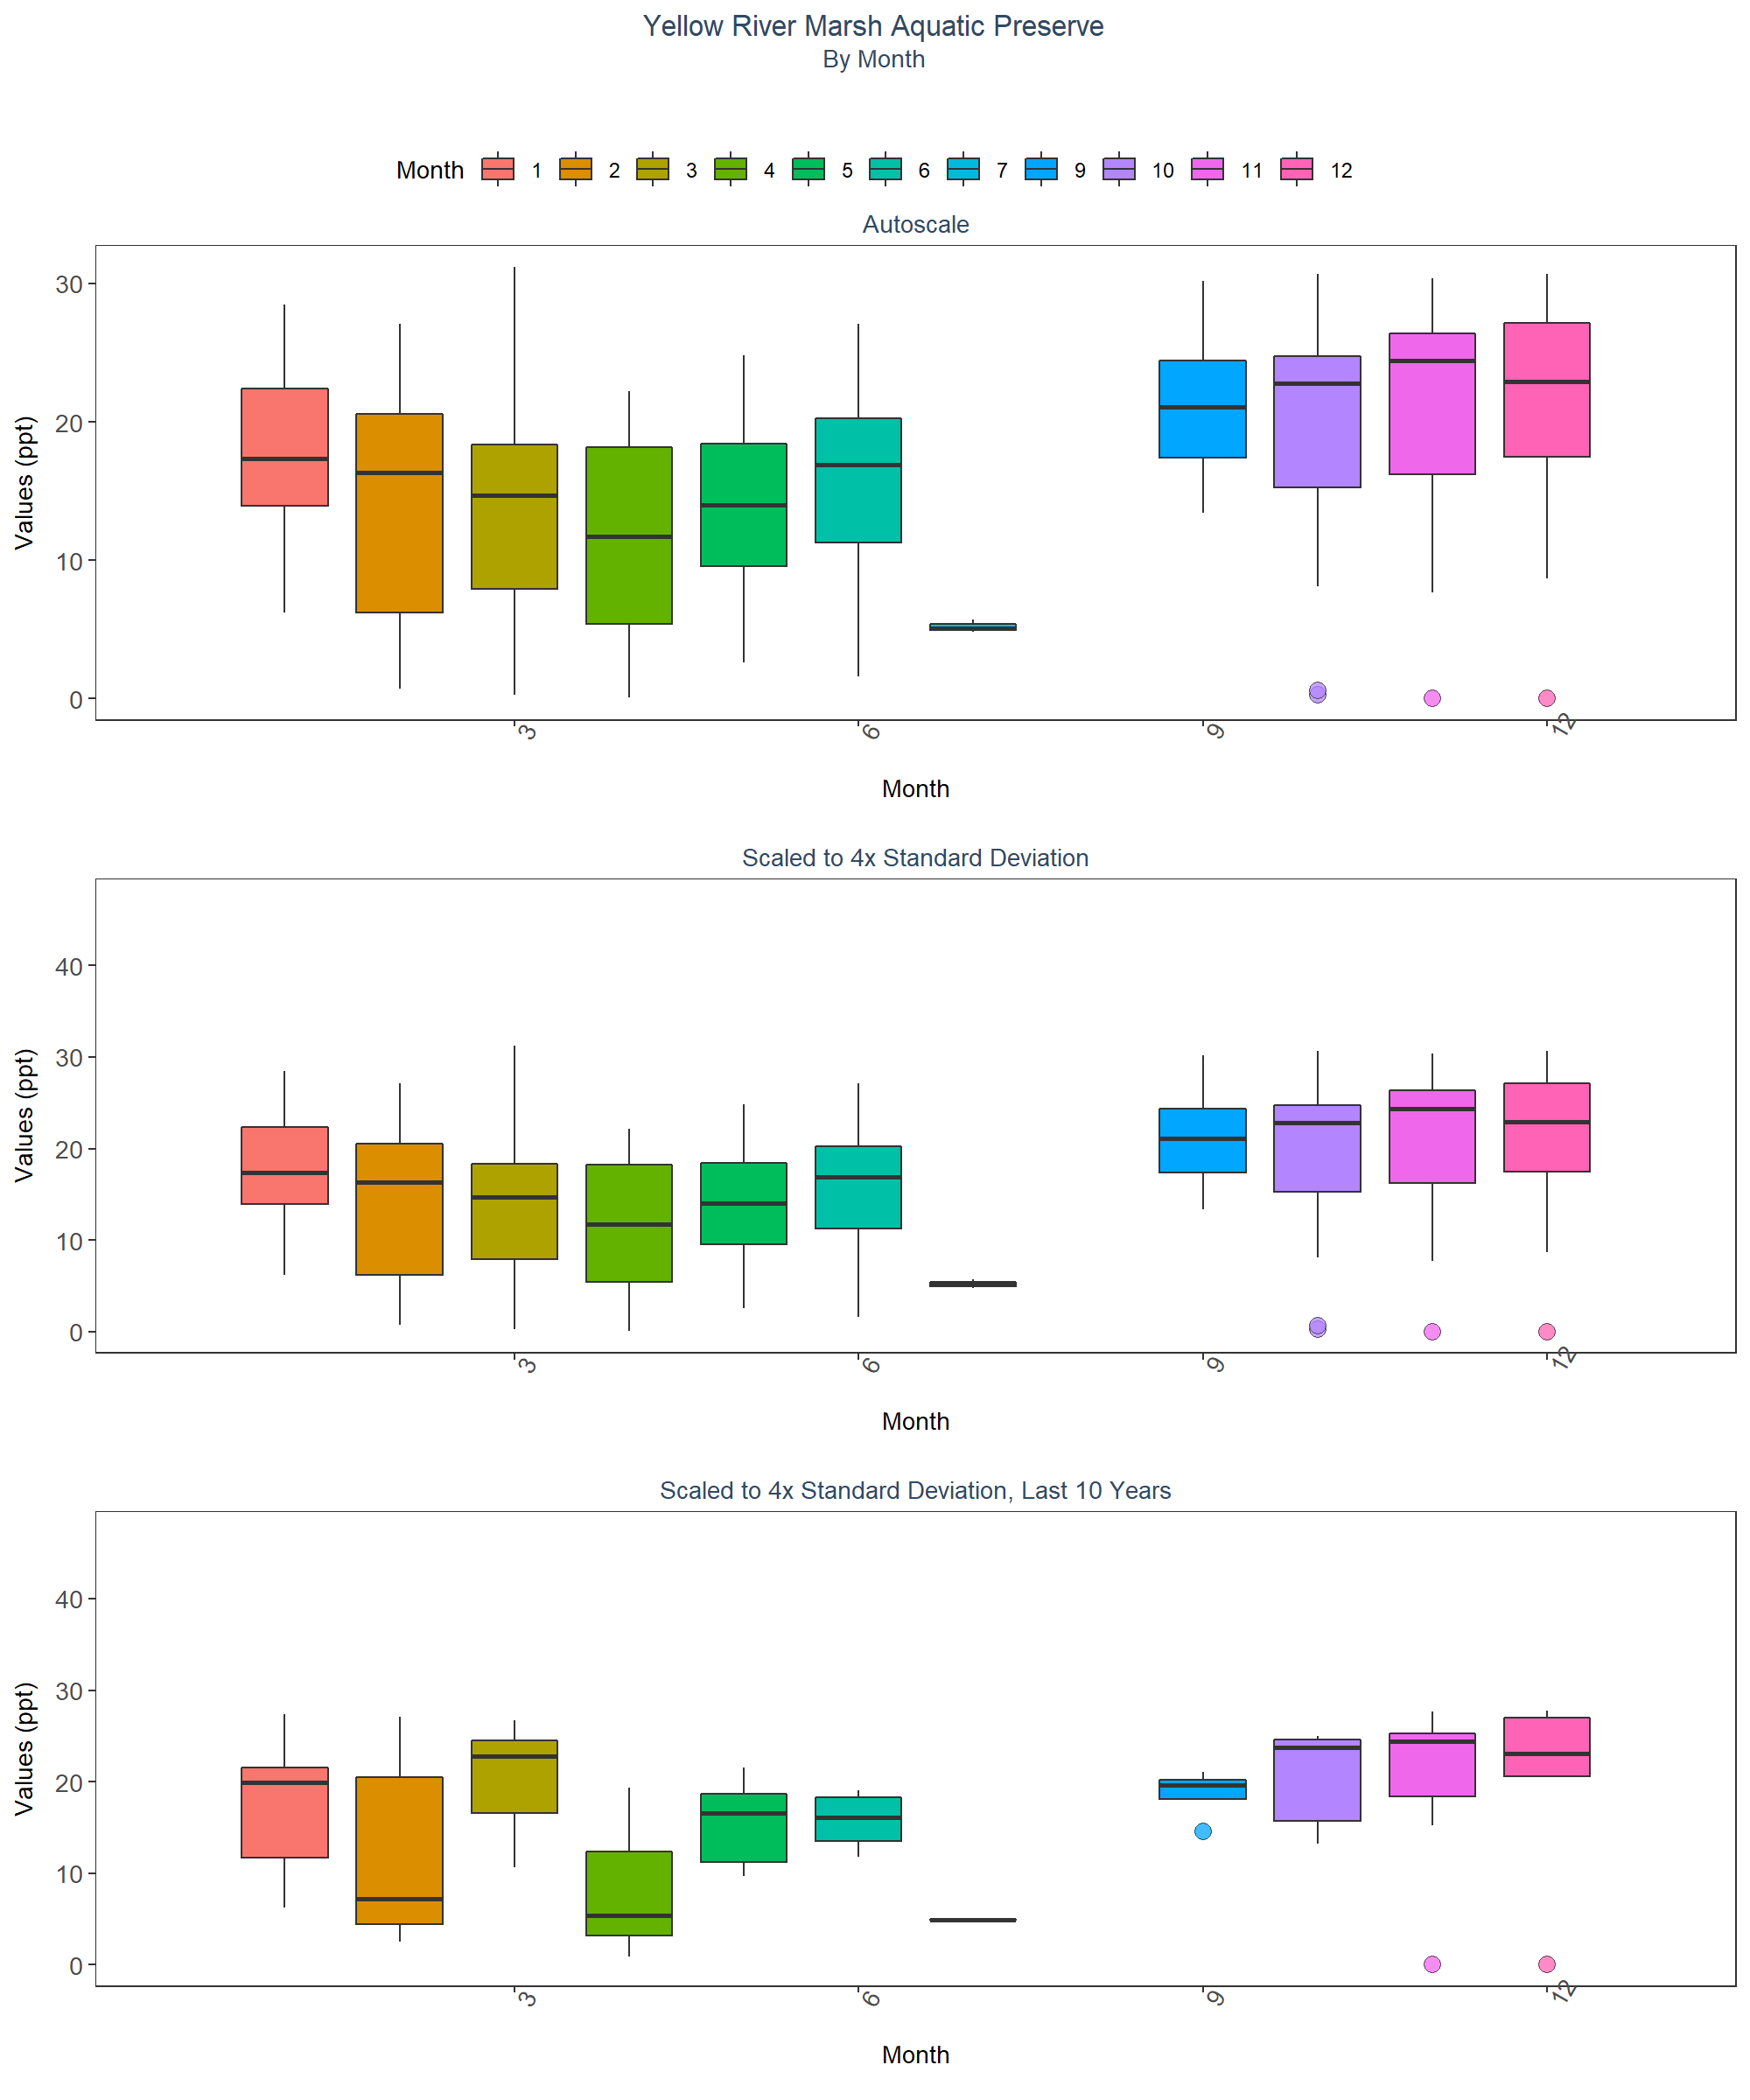 Yellow River Marsh Aquatic Preserve
By Month
Month 1 2 3 4 5 6 7 9 10 11 12
Autoscale
Values (ppt)
30
20
10
0
3 6 9 12
Month
Scaled to 4x Standard Deviation
Values (ppt)
40
30
20
10
0
3 6 9 12
Month
Scaled to 4x Standard Deviation, Last 10 Years
Values (ppt)
40
30
20
10
0
3 6 9 12
Month